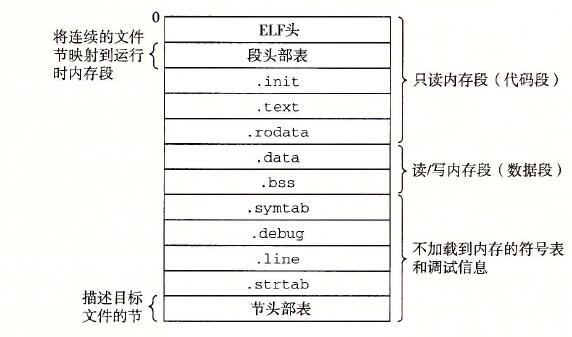 0
将连续的文件
节映射到运行
时内存段
ELF头
段头部表
.init
.text
.rodata
只读内存段（代码段）
.data
.bss
读/写内存段（数据段）
.symtab
.debug
.line
.strtab
不加载到内存的符号表
和调试信息
描述目标
文件的节
节头部表